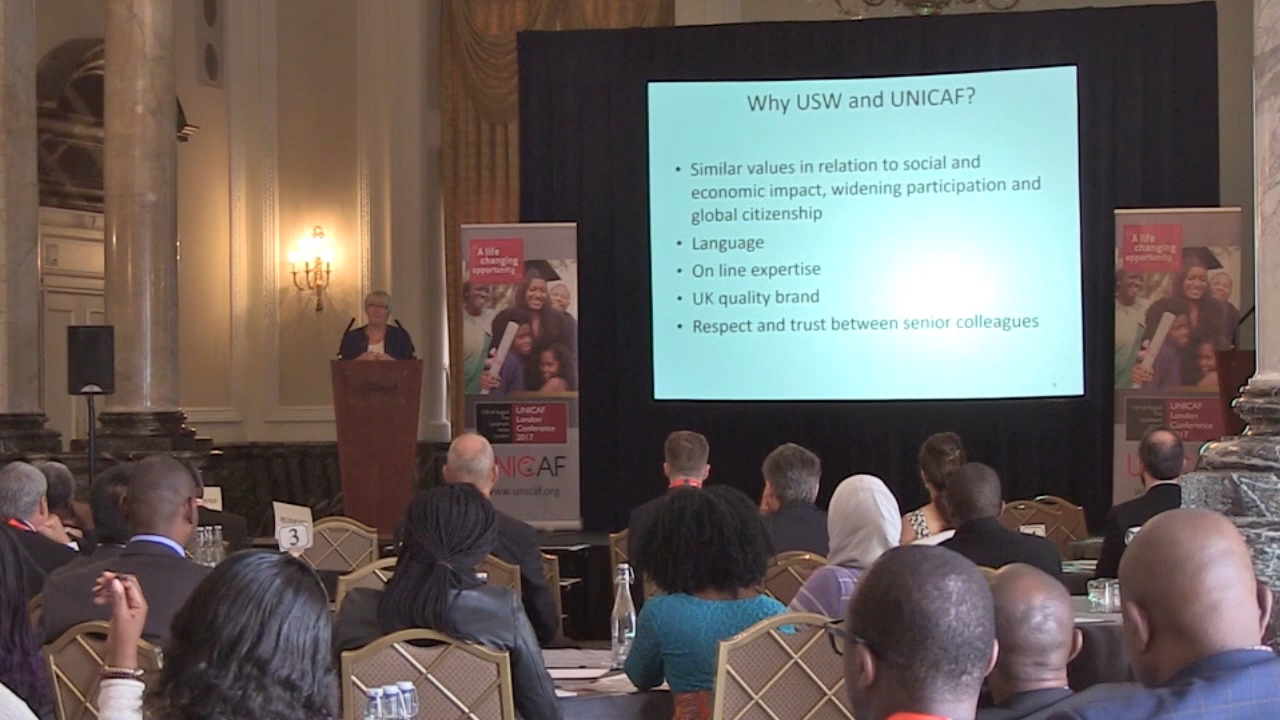 Why USW and UNICAF?
• Similar values in relation to social and
economic impact, widening participation and
global citizenship
• Language
• On line expertise
• UK quality brand
• Respect and trust between senior colleagues
"A life
changing
opportunity"
UNICAF
London
Conference
2017
UNICAF
www.unicaf.org
"A life
changing
opportunity"
UNICAF
London
Conference
2017
3